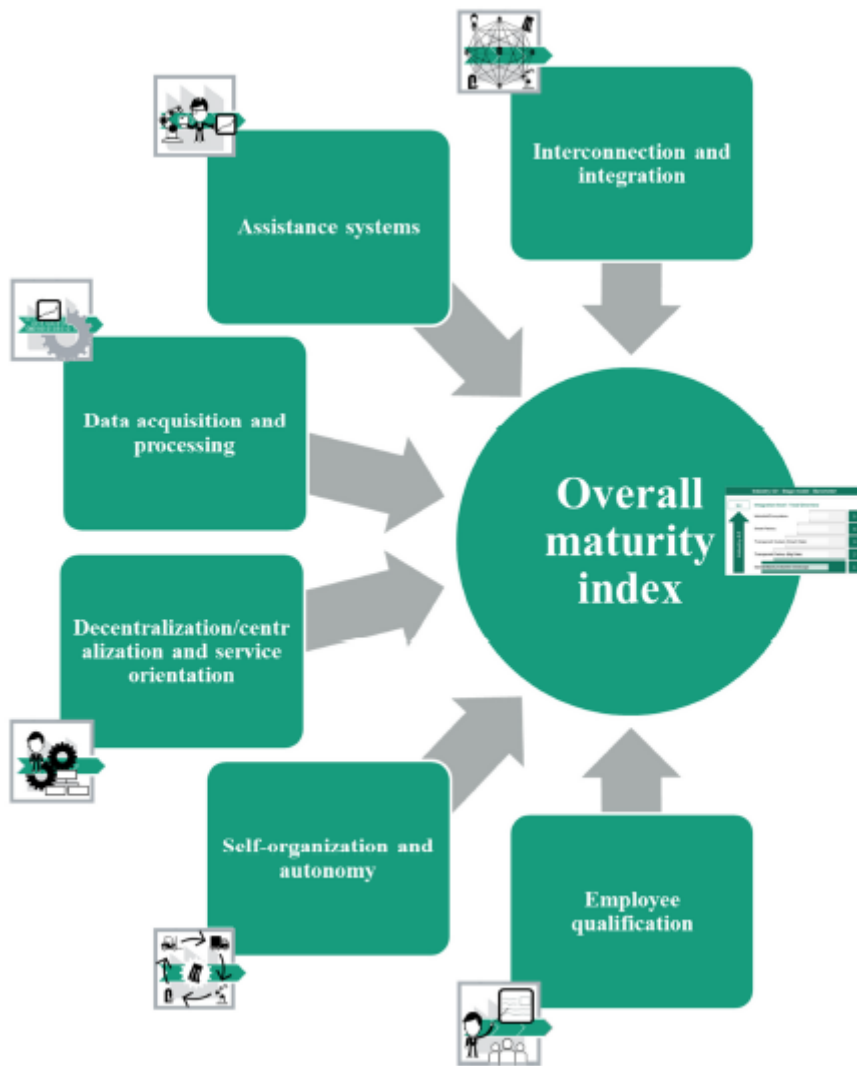 Interconnection and
integration
Assistance systems
Data acquisition and
processing
Overall
maturity
index
Decentralization/centr
alization and service
orientation
Self-organization and
autonomy
Employee
qualification